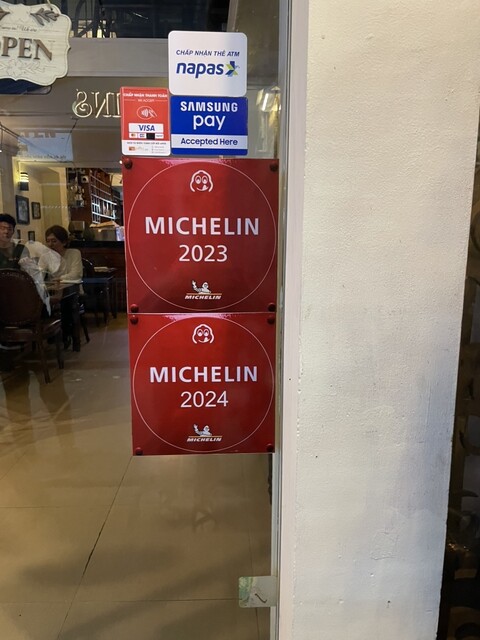 OPEN
CHẤP NHẬN THẺ ATM
napas
CHẤP NHẬN THANH TOÁN
VISA
SAMSUNG
pay
Accepted Here
MICHELIN
2023
MICHELIN
MICHELIN
2024
MICHELIN